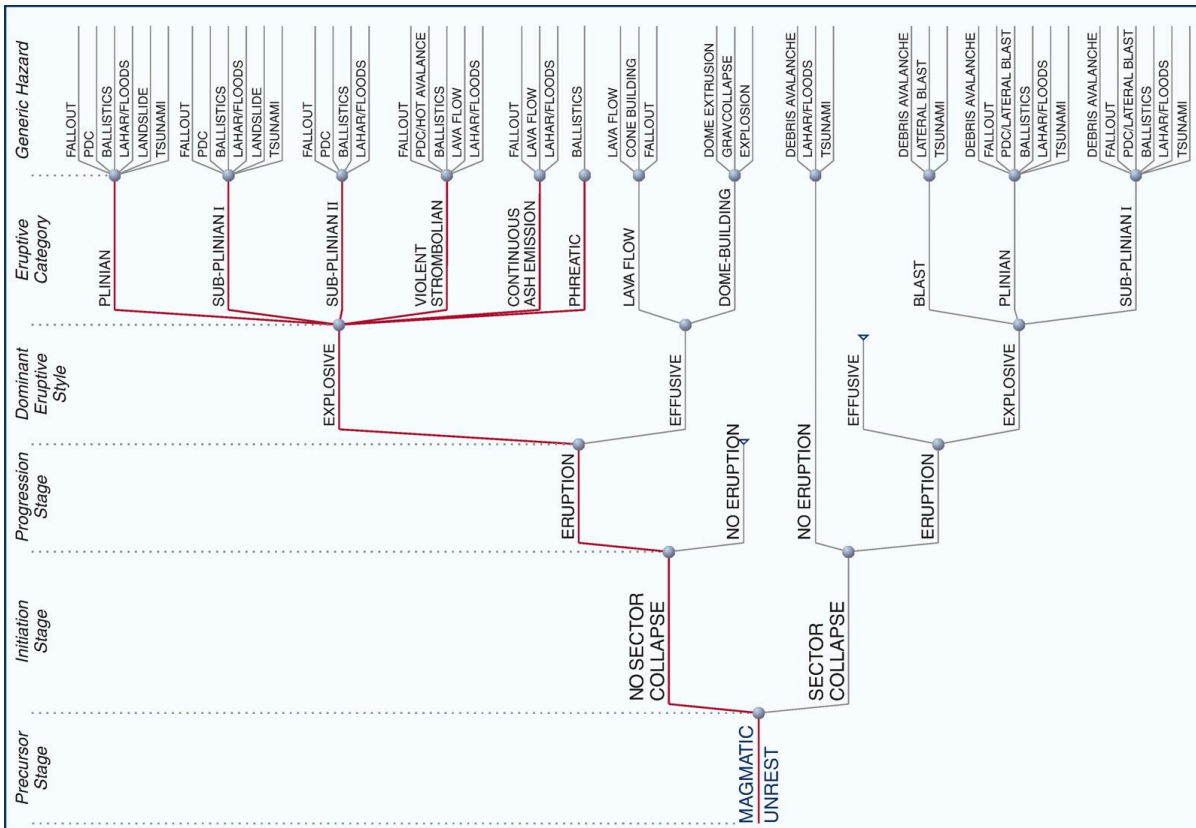 Generic Hazard
Eruptive
Category
Dominant
Eruptive
Style
Progression
Stage
Initiation
Stage
Precursor
Stage
FALLOUT
PDC
BALLISTICS
LAHAR/FLOODS
LANDSLIDE
TSUNAMI
FALLOUT
PDC
BALLISTICS
LAHAR/FLOODS
LANDSLIDE
TSUNAMI
FALLOUT
PDC
BALLISTICS
LAHAR/FLOODS
FALLOUT
PDC/HOT AVALANCE
BALLISTICS
LAVA FLOW
LAHAR/FLOODS
FALLOUT
LAVA FLOW
LAHAR/FLOODS
BALLISTICS
LAVA FLOW
CONE BUILDING
FALLOUT
DOME EXTRUSION
GRAV.COLLAPSE
EXPLOSION
DEBRIS AVALANCHE
LAHAR/FLOODS
TSUNAMI
DEBRIS AVALANCHE
LATERAL BLAST
TSUNAMI
DEBRIS AVALANCHE
FALLOUT
PDC/LATERAL BLAST
BALLISTICS
LAHAR/FLOODS
TSUNAMI
DEBRIS AVALANCHE
FALLOUT
PDC/LATERAL BLAST
BALLISTICS
LAHAR/FLOODS
TSUNAMI
PLINIAN
SUB-PLINIAN I
SUB-PLINIAN II
VIOLENT
STROMBOLIAN
CONTINUOUS
ASH EMISSION
PHREATIC
LAVA FLOW
DOME-BUILDING
BLAST
PLINIAN
SUB-PLINIAN I
EXPLOSIVE
EFFUSIVE
EFFUSIVE
EXPLOSIVE
ERUPTION
NO ERUPTION
NO ERUPTION
ERUPTION
NO SECTOR
COLLAPSE
SECTOR
COLLAPSE
MAGMATIC
UNREST